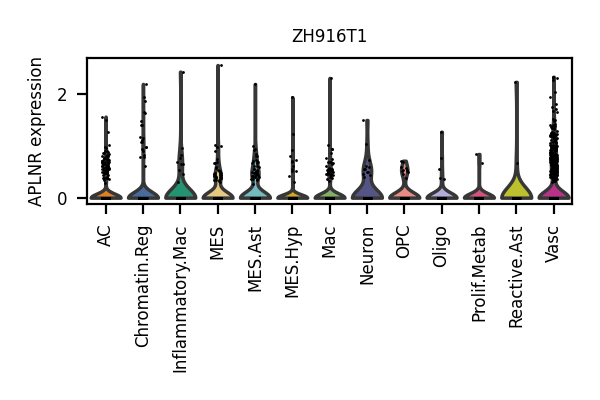 ZH916T1
APLNR expression
2
0
AC
Chromatin.Reg
Inflammatory.Mac
MES
MES.Ast
MES.Hyp
Mac
Neuron
OPC
Oligo
Prolif.Metab
Reactive.Ast
Vasc